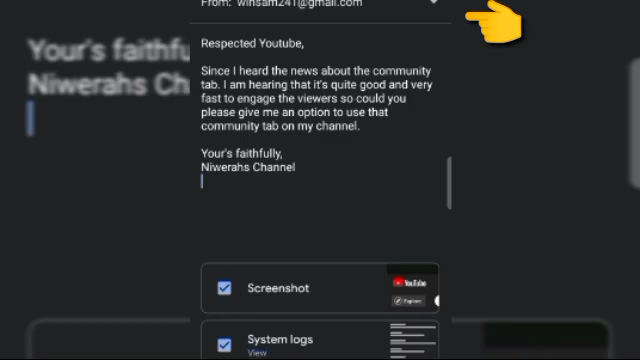 From: winsam241@gmail.com
Respected Youtube,
Since I heard the news about the community
tab. I am hearing that it's quite good and very
fast to engage the viewers so could you
please give me an option to use that
community tab on my channel.
Your's faithfully,
Niwerahs Channel
Your's faithfu
Niwerahs Ch
Screenshot
YouTube
Explore
System logs
View